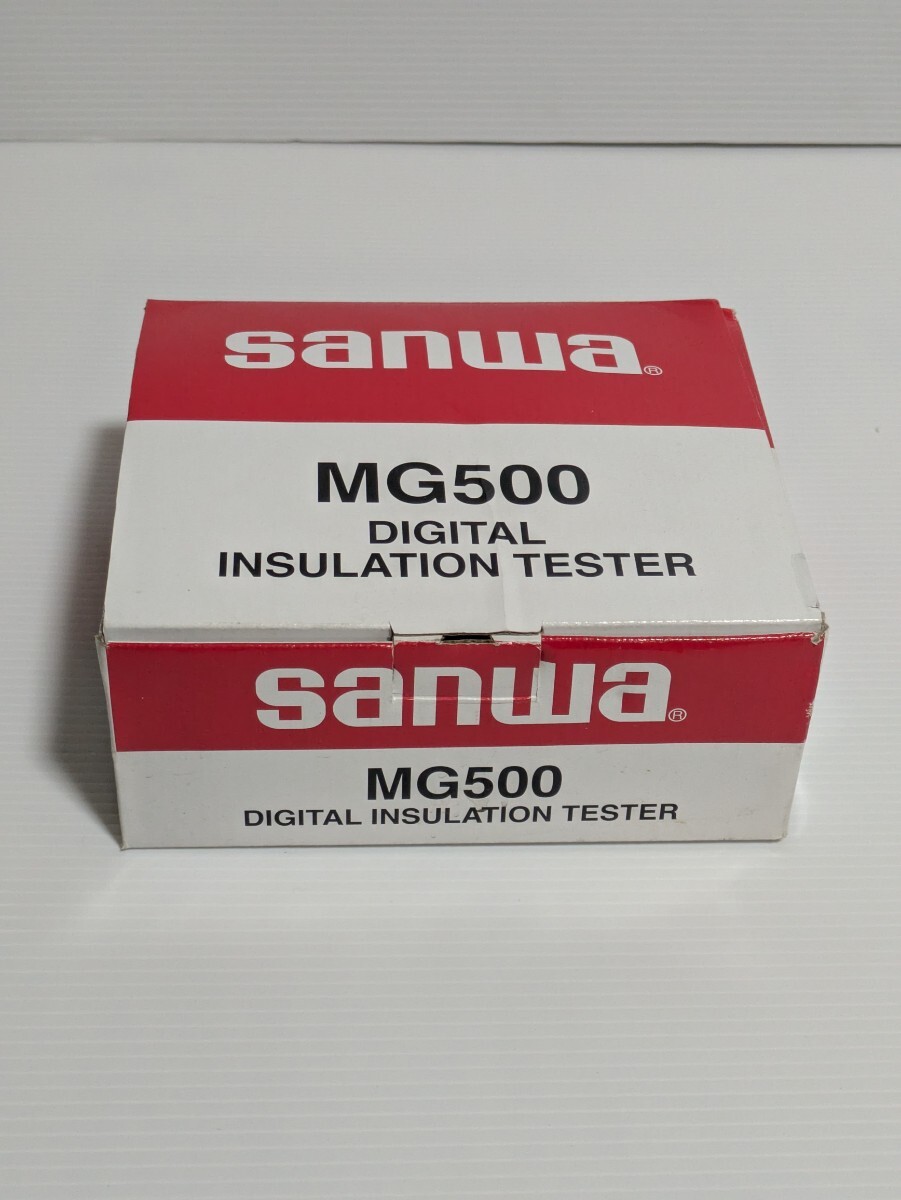 sanwa®
MG500
DIGITAL
INSULATION TESTER
sanwa®
MG500
DIGITAL INSULATION TESTER